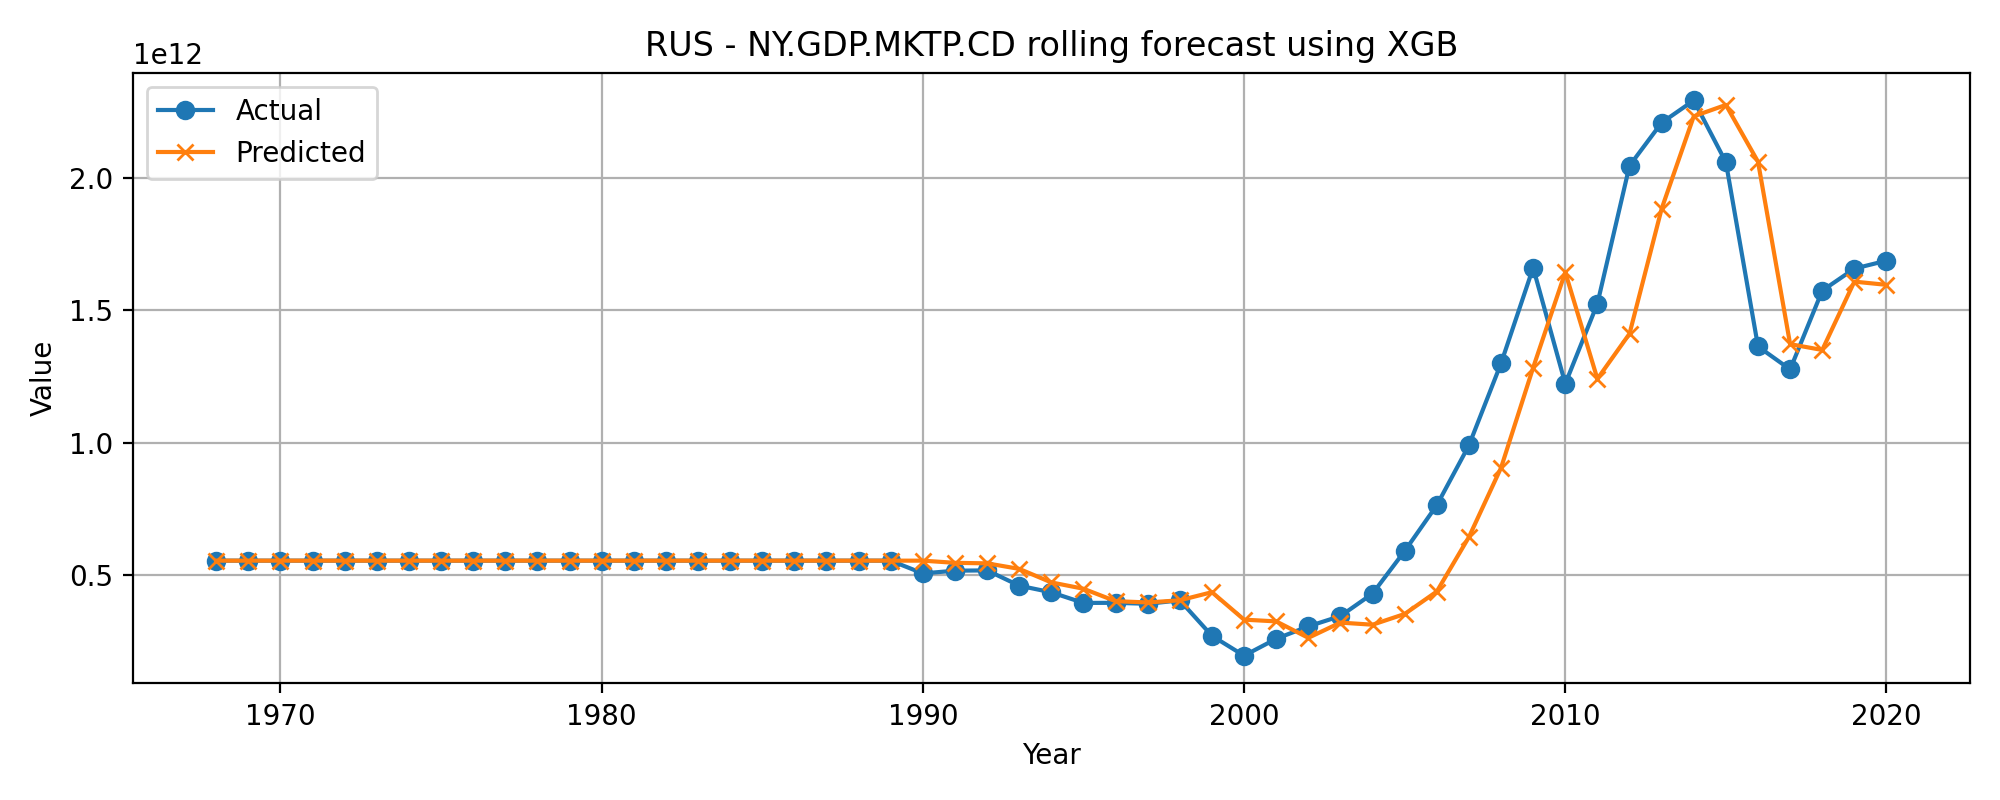 RUS - NY.GDP.MKTP.CD rolling forecast using XGB
1e12
Actual
Predicted
2.0
1.5
1.0
0.5
Value
1970 1980 1990 2000 2010 2020
Year